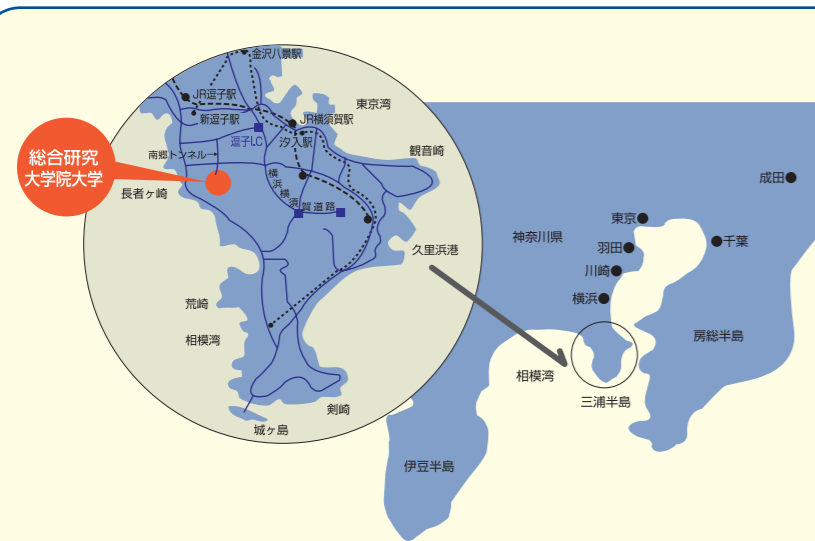 金沢八景駅
JR逗子駅
新逗子駅
JR横須賀駅
東京湾
逗子I.C
汐入駅
南郷トンネル→
観音崎
総合研究
大学院大学
長者ヶ崎
横浜横須賀道路
久里浜港
荒崎
相模湾
剣崎
城ヶ島
成田
東京
神奈川県
羽田
千葉
川崎
横浜
房総半島
相模湾
三浦半島
伊豆半島